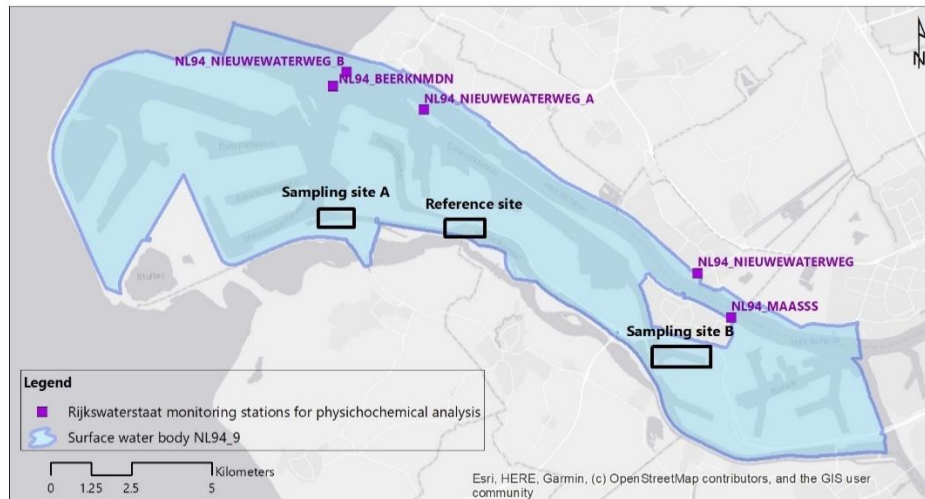 N
NL94_NIEUWEWATERWEG_B
NL94_BEERKNMDN
NL94_NIEUWEWATERWEG_A
Sampling site A
Reference site
NL94_NIEUWEWATERWEG
NL94_MAASSS
Sampling site B
Slufter
Legend
Rijkswaterstaat monitoring stations for physichochemical analysis
Surface water body NL94_9
0 1.25 2.5 5
Kilometers
Esri, HERE, Garmin, (c) OpenStreetMap contributors, and the GIS user
community